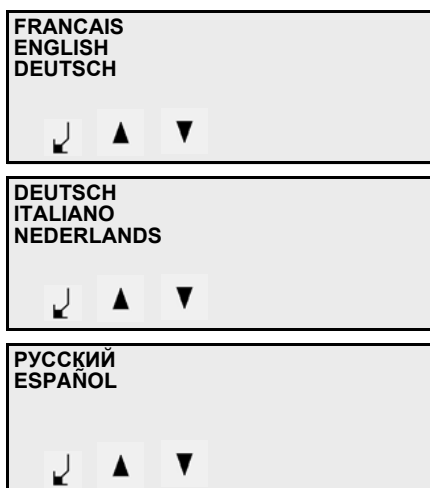 FRANCAIS
ENGLISH
DEUTSCH
DEUTSCH
ITALIANO
NEDERLANDS
РУССКИЙ
ESPAÑOL